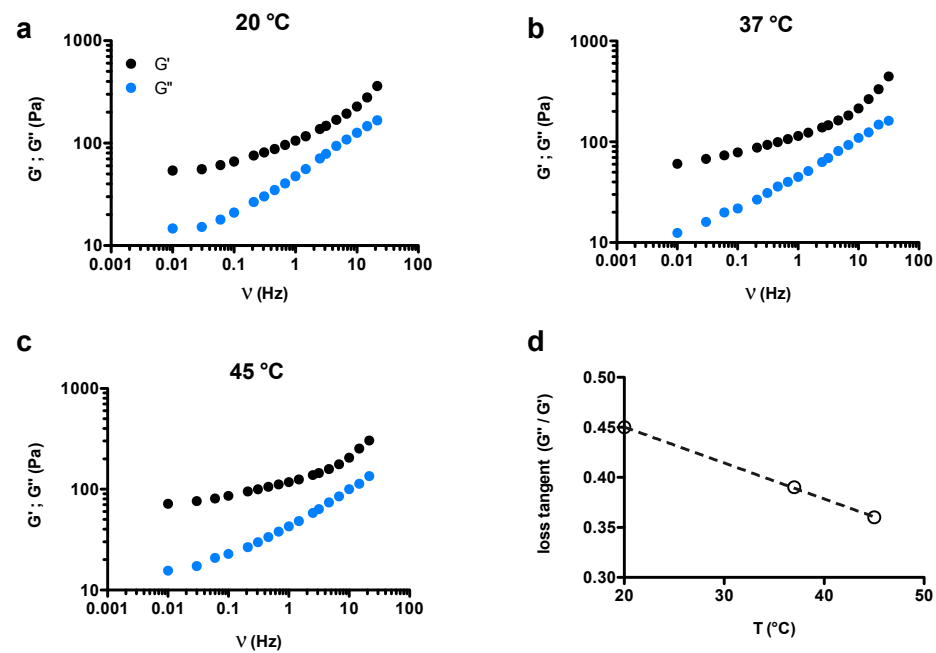 a
20 °C
1000
100
10
G' ; G'' (Pa)
G'
G''
0.001 0.01 0.1 1 10 100
ν (Hz)
b
37 °C
1000
100
10
G' ; G'' (Pa)
0.001 0.01 0.1 1 10 100
ν (Hz)
c
45 °C
1000
100
10
G' ; G'' (Pa)
0.001 0.01 0.1 1 10 100
ν (Hz)
d
0.50
0.45
0.40
0.35
0.30
loss tangent (G'' / G')
20 30 40 50
T (°C)